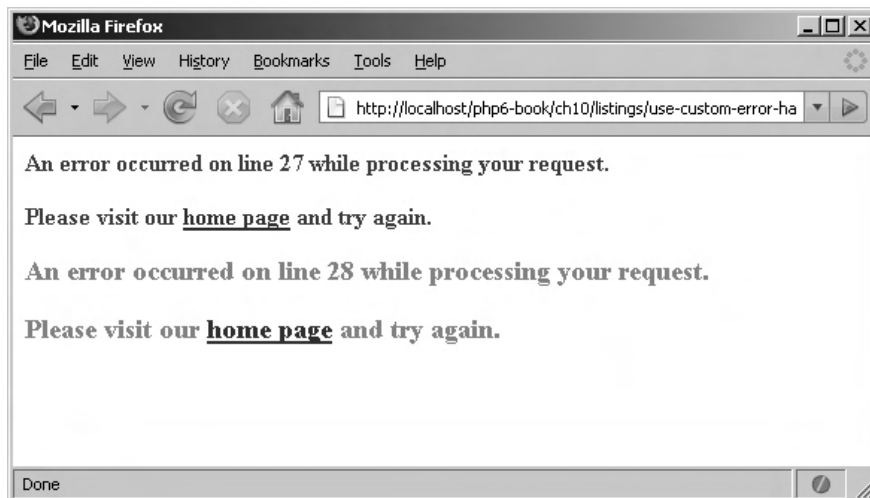 Mozilla Firefox
File Edit View History Bookmarks Tools Help
http://localhost/php6-book/ch10/listings/use-custom-error-ha
An error occurred on line 27 while processing your request.
Please visit our home page and try again.
An error occurred on line 28 while processing your request.
Please visit our home page and try again.
Done